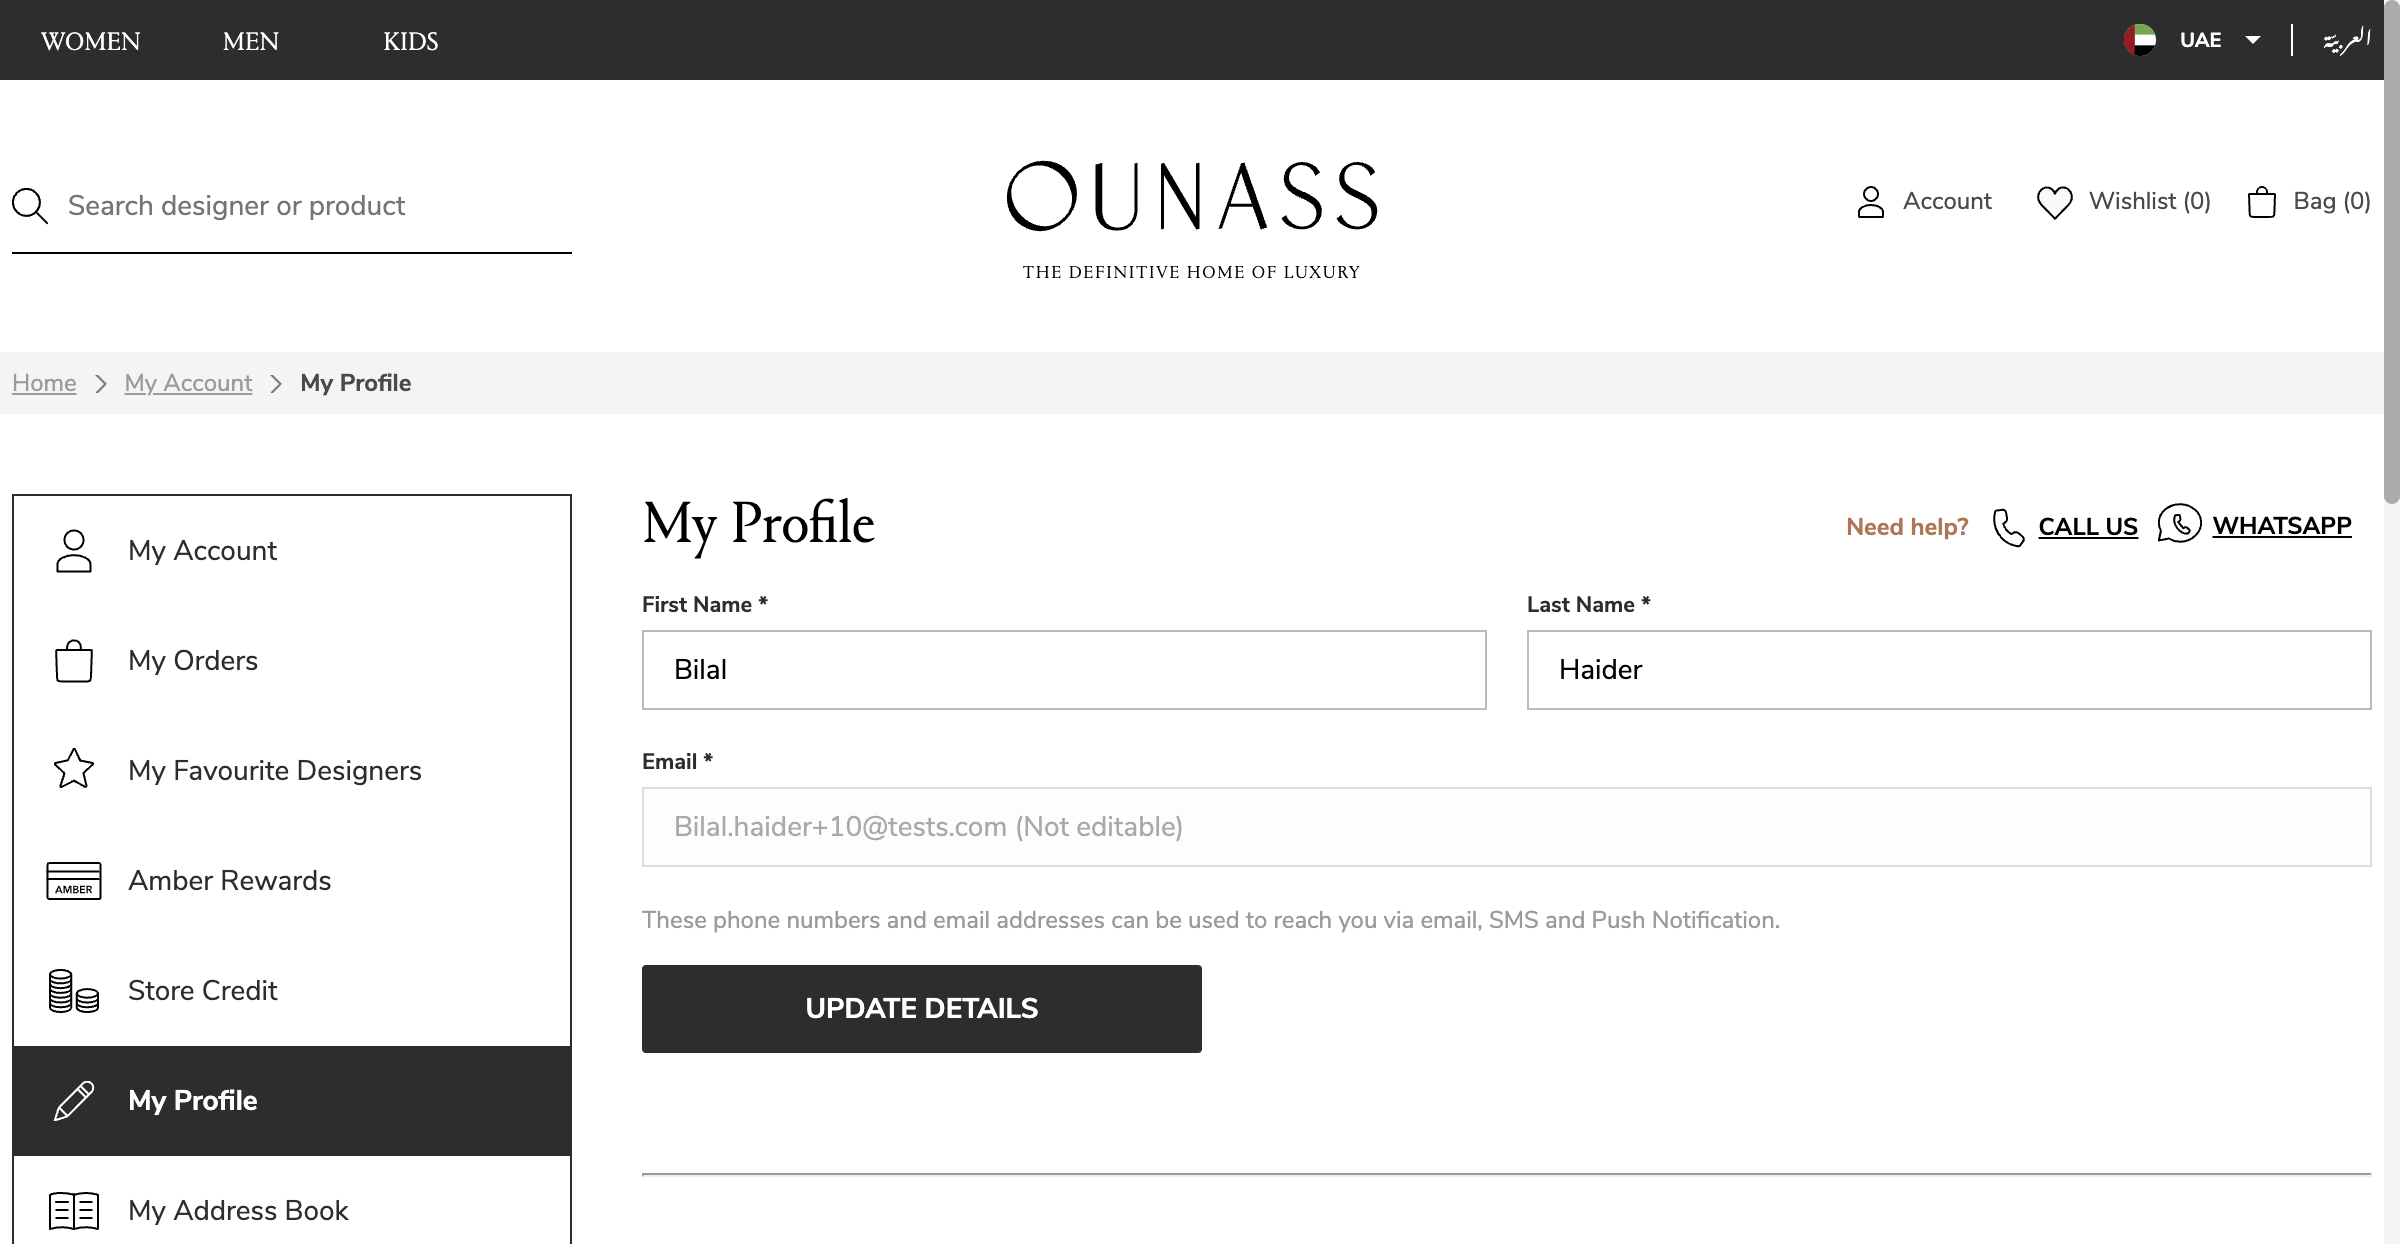 WOMEN MEN KIDS UAE العربية
Search designer or product
OUNASS
THE DEFINITIVE HOME OF LUXURY
Account Wishlist (0) Bag (0)
Home My Account My Profile
My Account
My Orders
My Favourite Designers
AMBER Amber Rewards
Store Credit
My Profile
My Address Book
My Profile
Need help? CALL US WHATSAPP
First Name * Last Name *
Bilal Haider
Email *
Bilal.haider+10@tests.com (Not editable)
These phone numbers and email addresses can be used to reach you via email, SMS and Push Notification.
UPDATE DETAILS